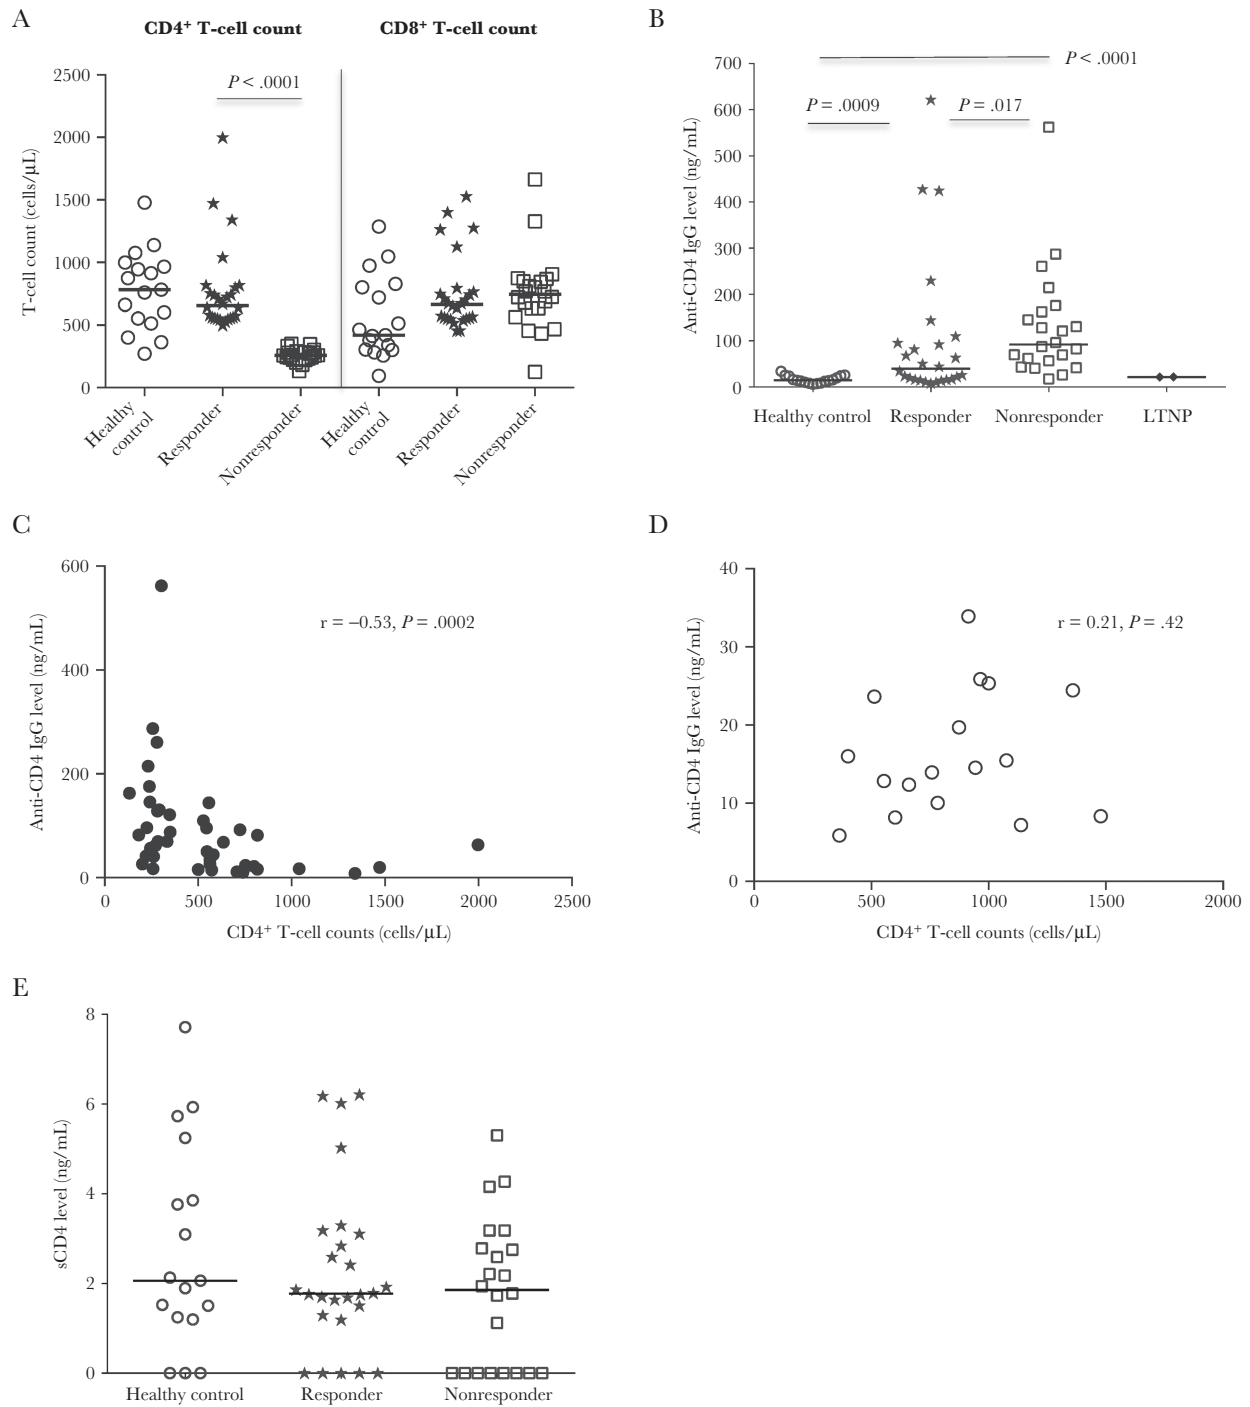 A
CD4+ T-cell count
CD8+ T-cell count
T-cell count (cells/μL)
2500
2000
1500
1000
500
0
P < .0001
Healthy control
Responder
Nonresponder
Healthy control
Responder
Nonresponder
B
Anti-CD4 IgG level (ng/mL)
700
600
500
400
300
200
100
0
P < .0001
P = .0009
P = .017
Healthy control
Responder
Nonresponder
LTNP
C
Anti-CD4 IgG level (ng/mL)
600
400
200
0
r = −0.53, P = .0002
0
500
1000
1500
2000
2500
CD4+ T-cell counts (cells/μL)
D
Anti-CD4 IgG level (ng/mL)
40
30
20
10
0
r = 0.21, P = .42
0
500
1000
1500
2000
CD4+ T-cell counts (cells/μL)
E
sCD4 level (ng/mL)
8
6
4
2
0
Healthy control
Responder
Nonresponder